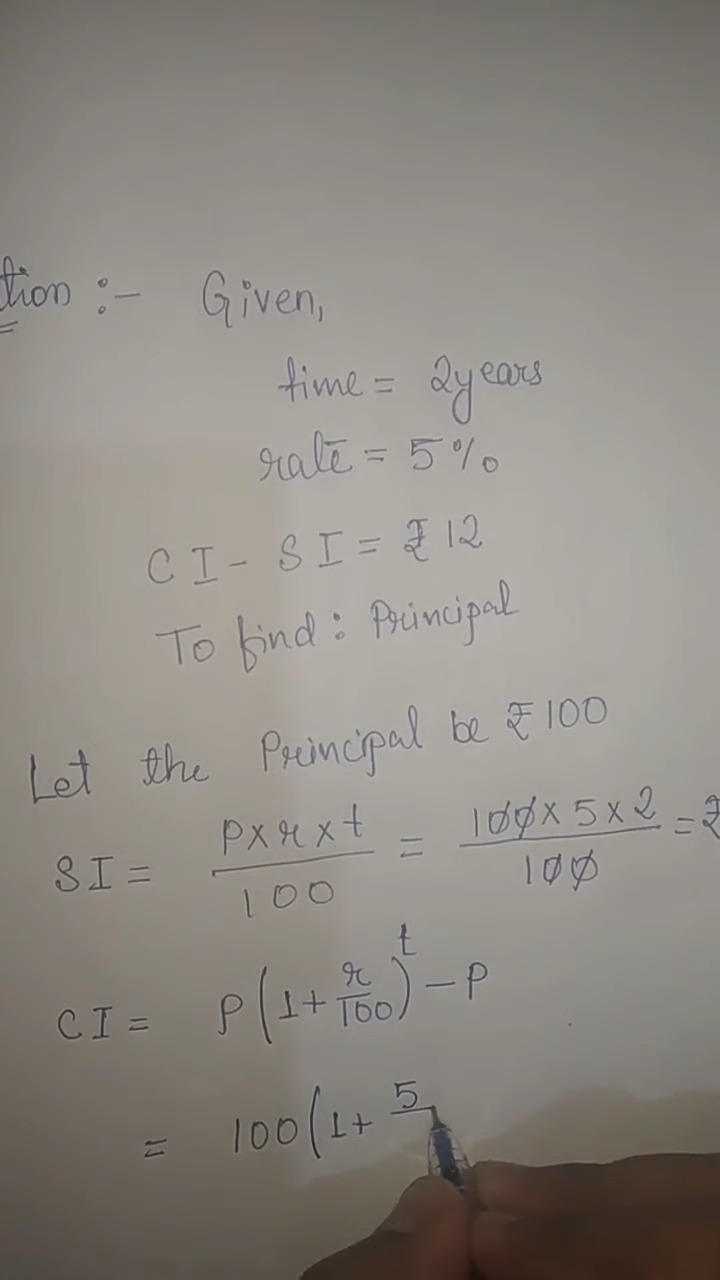 tion :- Given,
time = 2years
rate = 5%
CI - SI = ₹12
To find : Principal
Let the Principal be ₹100
SI = P×r×t/100 = 100×5×2/100 = ₹
CI = P(1+r/100)^t - P
= 100(1+ 5